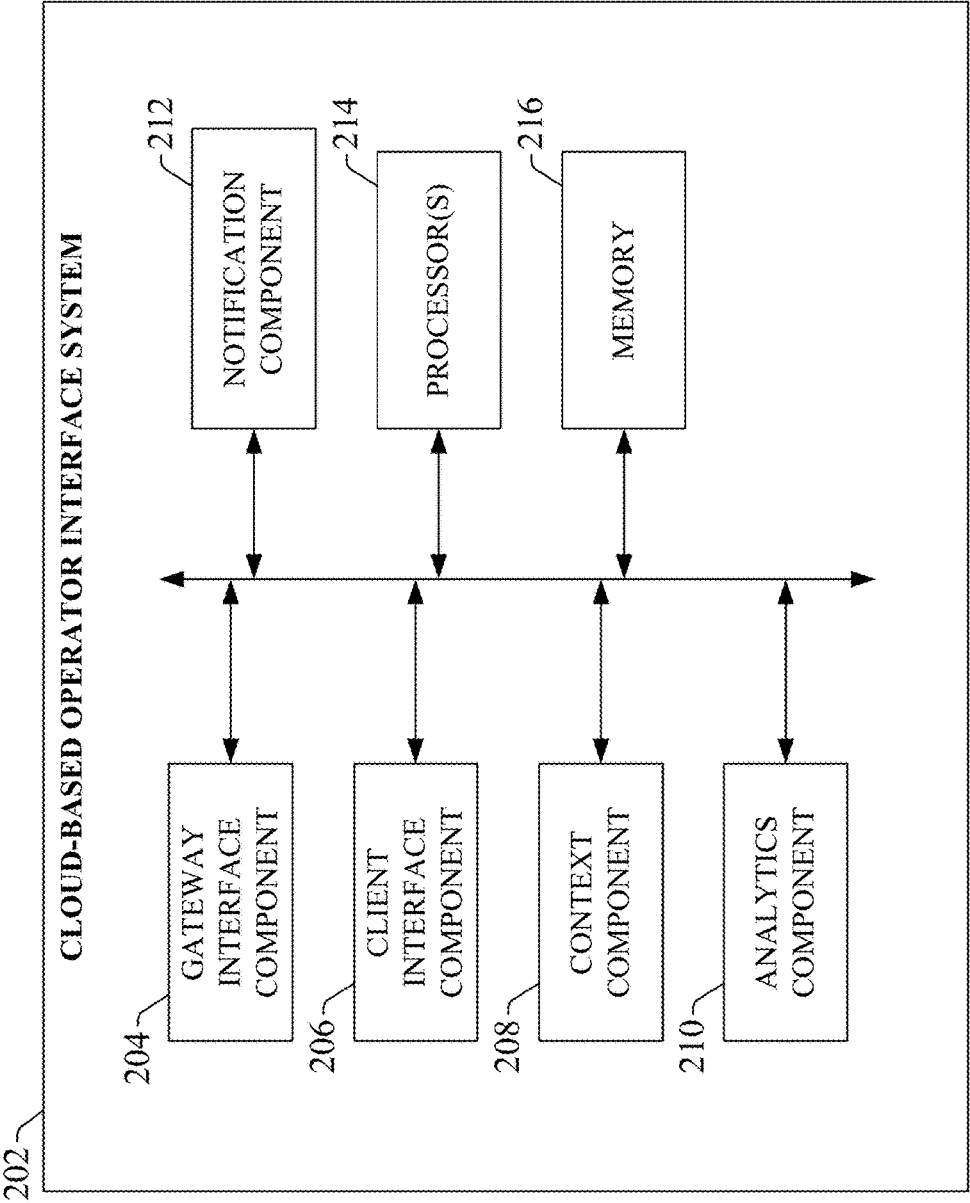 202
CLOUD-BASED OPERATOR INTERFACE SYSTEM
204
GATEWAY
INTERFACE
COMPONENT
206
CLIENT
INTERFACE
COMPONENT
208
CONTEXT
COMPONENT
210
ANALYTICS
COMPONENT
212
NOTIFICATION
COMPONENT
214
PROCESSOR(S)
216
MEMORY